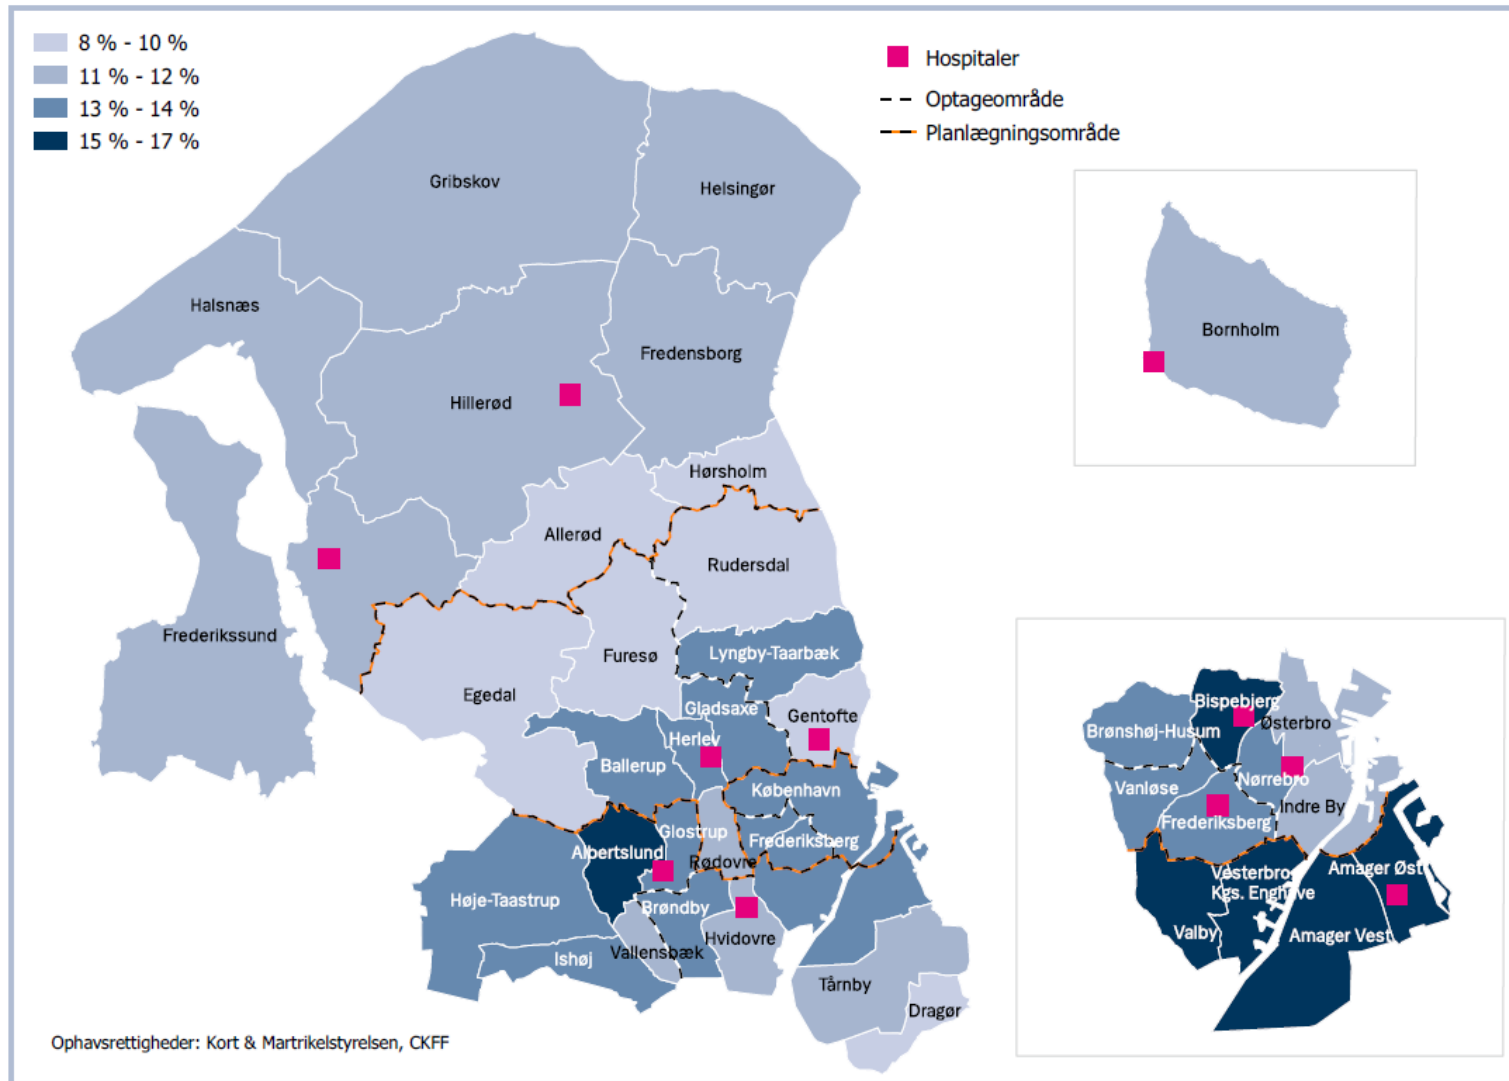 8 % - 10 %
11 % - 12 %
13 % - 14 %
15 % - 17 %
Hospitaler
Optageområde
Planlægningsområde
Gribskov
Helsingør
Halsnæs
Fredensborg
Hillerød
Hørsholm
Allerød
Rudersdal
Frederikssund
Furesø
Lyngby-Taarbæk
Egedal
Gladsaxe
Gentofte
Herlev
Ballerup
København
Glostrup
Frederiksberg
Albertslund
Rødovre
Høje-Taastrup
Brøndby
Hvidovre
Vallensbæk
Ishøj
Tårnby
Dragør
Bornholm
Bispebjerg
Østerbro
Brønshøj-Husum
Nørrebro
Vanløse
Indre By
Frederiksberg
Vesterbro
Kgs. Enghave
Amager Øst
Valby
Amager Vest
Ophavsrettigheder: Kort & Martrikelstyrelsen, CKFF